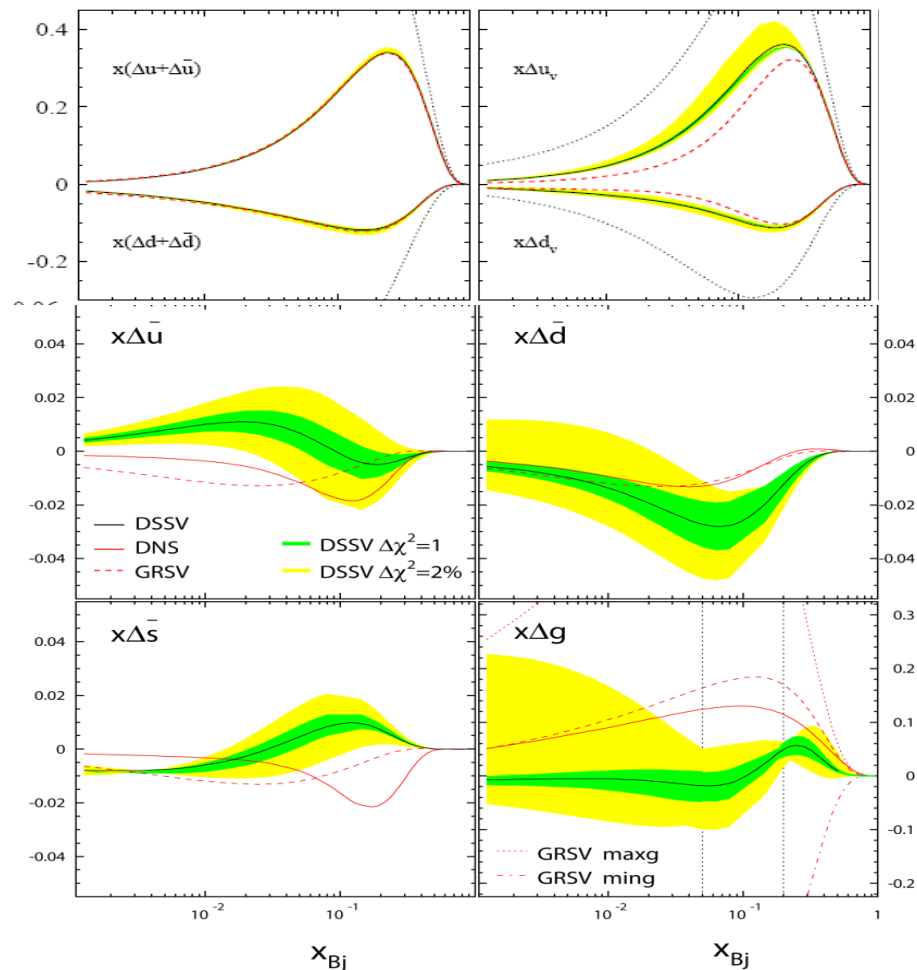 0.4
0.2
0
-0.2
x(Δu+Δū)
x(Δd+Δd̄)
xΔu_v
xΔd_v
xΔū
0.04
0.02
0
-0.02
-0.04
DSSV
DNS
GRSV
DSSV Δχ²=1
DSSV Δχ²=2%
xΔd̄
0.04
0.02
0
-0.02
-0.04
xΔs̄
0.04
0.02
0
-0.02
-0.04
10⁻²
10⁻¹
x_Bj
xΔg
0.3
0.2
0.1
0
-0.1
-0.2
GRSV maxg
GRSV ming
10⁻²
10⁻¹
1
x_Bj